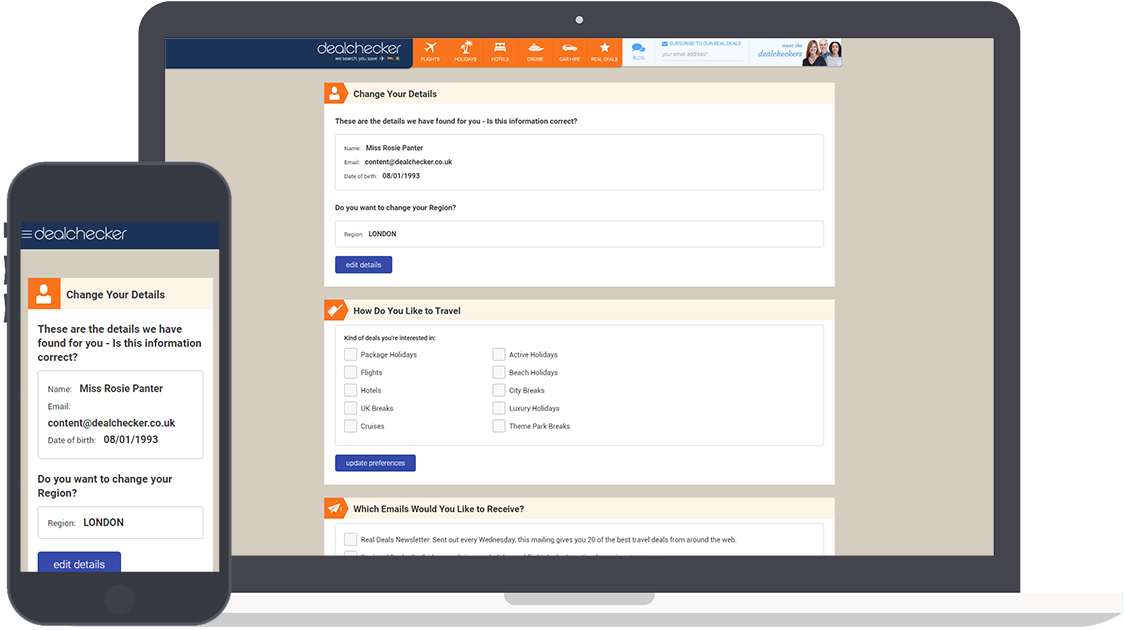 dealchecker
we search, you save
FLIGHTS
HOLIDAYS
HOTELS
CRUISE
CAR HIRE
REAL DEALS
BLOG
SUBSCRIBE TO OUR REAL DEALS
your email address*
meet the
dealcheckers
Change Your Details
These are the details we have found for you - Is this information correct?
Name: Miss Rosie Panter
Email: content@dealchecker.co.uk
Date of birth: 08/01/1993
Do you want to change your Region?
Region: LONDON
edit details
How Do You Like to Travel
Kind of deals you're interested in:
Package Holidays
Active Holidays
Flights
Beach Holidays
Hotels
City Breaks
UK Breaks
Luxury Holidays
Cruises
Theme Park Breaks
update preferences
Which Emails Would You Like to Receive?
Real Deals Newsletter: Sent out every Wednesday, this mailing gives you 20 of the best travel deals from around the web.
dealchecker
Change Your Details
These are the details we have
found for you - Is this information
correct?
Name: Miss Rosie Panter
Email:
content@dealchecker.co.uk
Date of birth: 08/01/1993
Do you want to change your
Region?
Region: LONDON
edit details